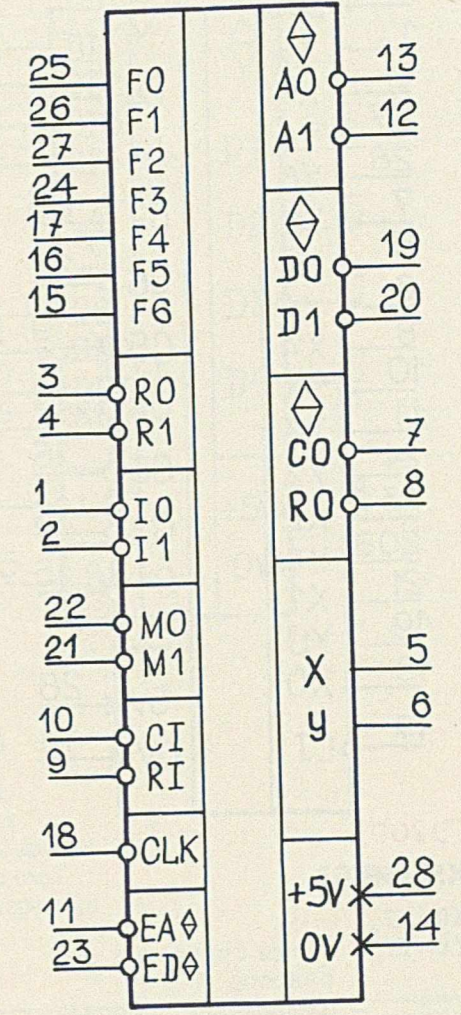 25 F0
26 F1
27 F2
24 F3
17 F4
16 F5
15 F6
3 R0
4 R1
1 I0
2 I1
22 M0
21 M1
10 CI
9 RI
18 CLK
11 EA
23 ED
A0 13
A1 12
D0 19
D1 20
C0 7
R0 8
X 5
y 6
+5V 28
0V 14